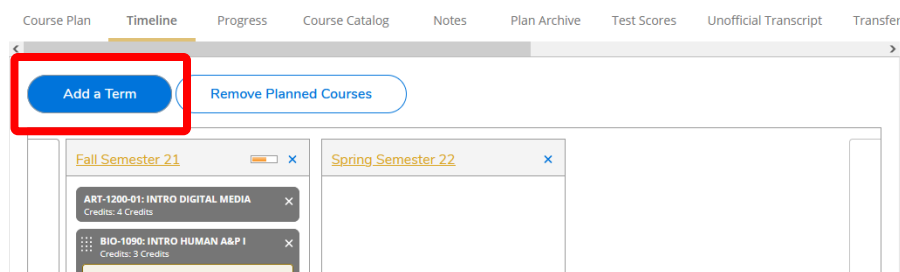 Course Plan Timeline Progress Course Catalog Notes Plan Archive Test Scores Unofficial Transcript Transfer
Add a Term Remove Planned Courses
Fall Semester 21 Spring Semester 22
ART-1200-01: INTRO DIGITAL MEDIA
Credits: 4 Credits
BIO-1090: INTRO HUMAN A&P I
Credits: 3 Credits